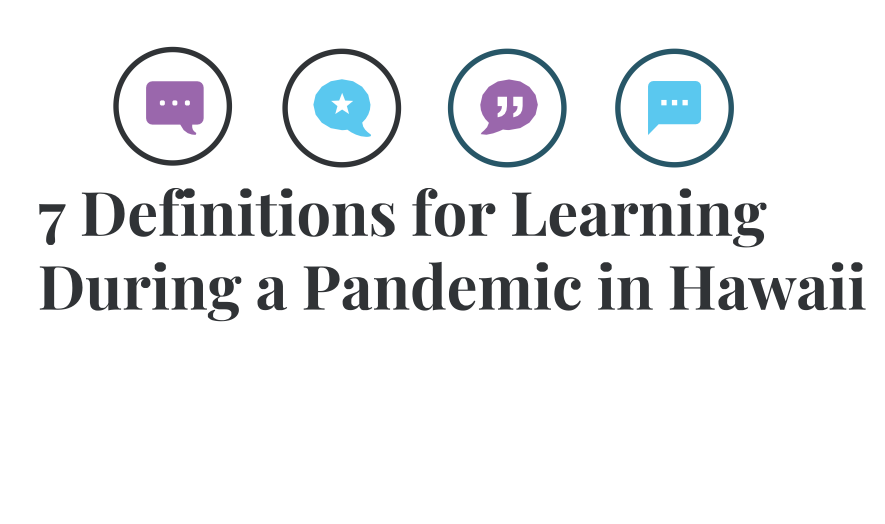 7 Definitions for Learning
During a Pandemic in Hawaii